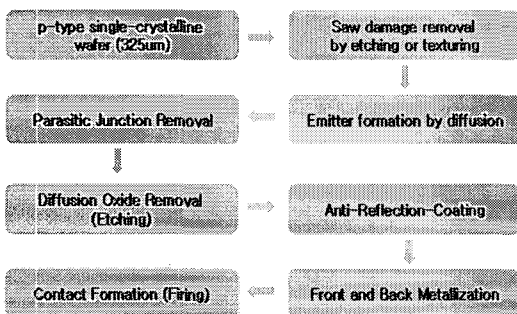 p-type single-crystalline
wafer (325um)
Saw damage removal
by etching or texturing
Emitter formation by diffusion
Parasitic Junction Removal
Diffusion Oxide Removal
(Etching)
Anti-Reflection-Coating
Front and Back Metallization
Contact Formation (Firing)